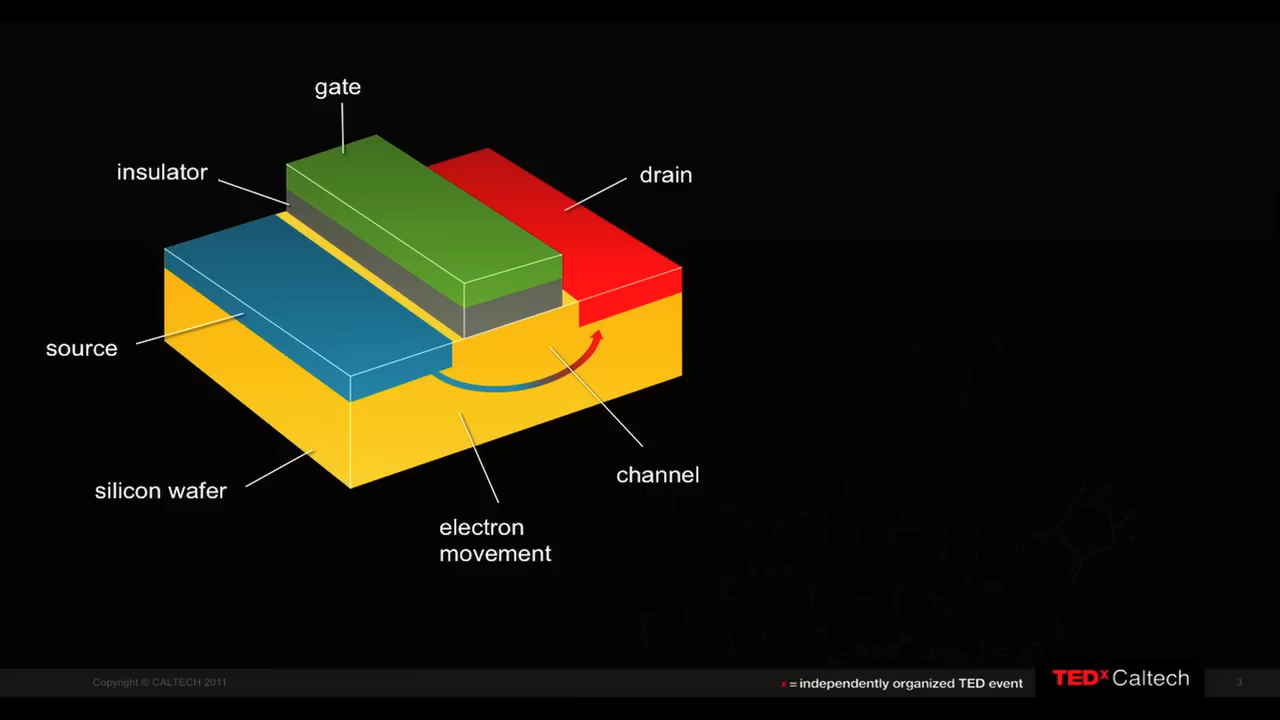 gate
insulator
drain
source
channel
silicon wafer
electron
movement
Copyright © CALTECH 2011
x = independently organized TED event
TEDx Caltech
3